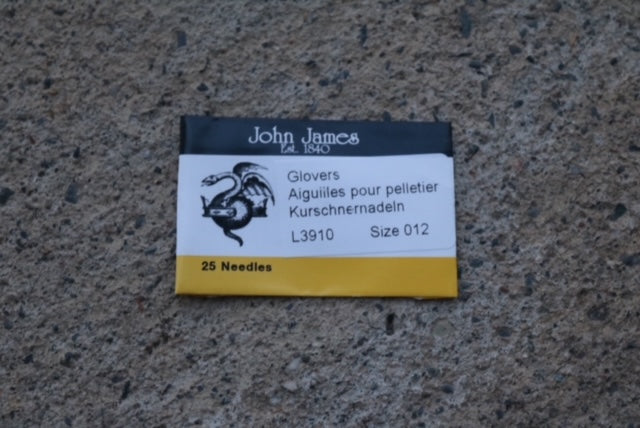 John James
Est. 1840
Glovers
Aiguilles pour pelletier
Kurschnernadeln
L3910 Size 012
25 Needles